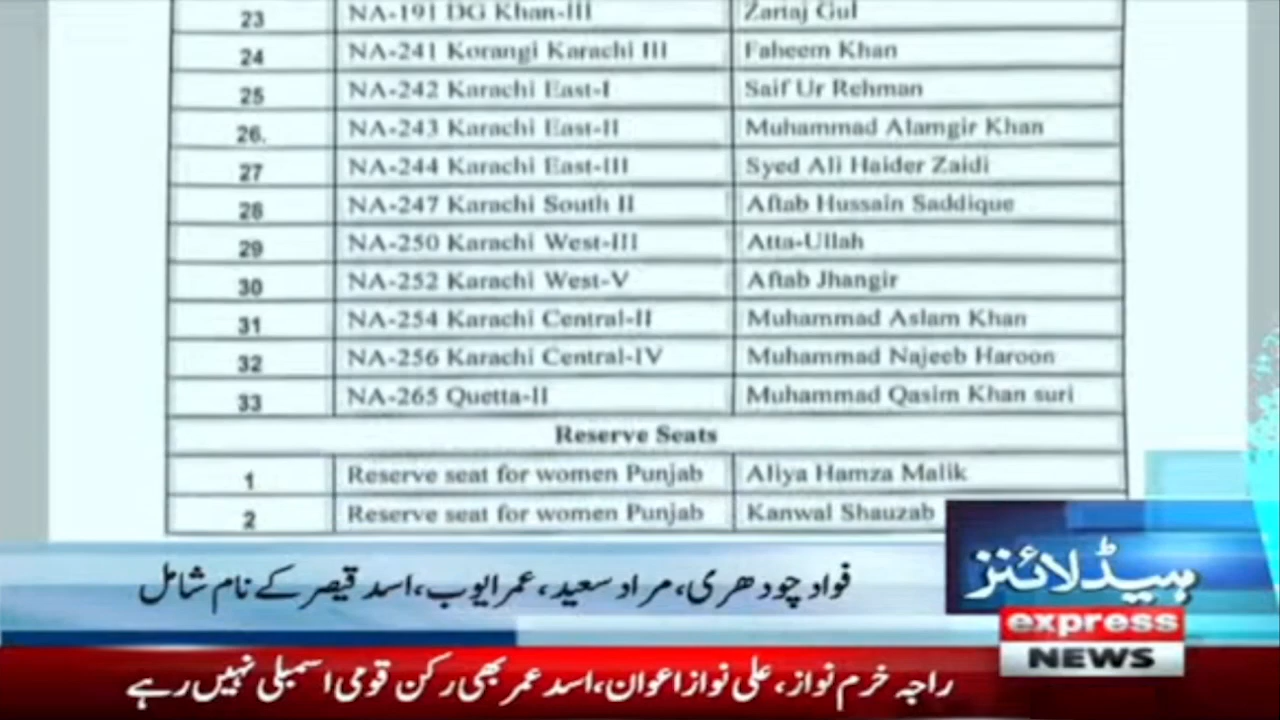 23 NA-191 DG Khan-III Zartaj Gul
24 NA-241 Korangi Karachi III Faheem Khan
25 NA-242 Karachi East-I Saif Ur Rehman
26. NA-243 Karachi East-II Muhammad Alamgir Khan
27 NA-244 Karachi East-III Syed Ali Haider Zaidi
28 NA-247 Karachi South II Aftab Hussain Saddique
29 NA-250 Karachi West-III Atta-Ullah
30 NA-252 Karachi West-V Aftab Jhangir
31 NA-254 Karachi Central-II Muhammad Aslam Khan
32 NA-256 Karachi Central-IV Muhammad Najeeb Haroon
33 NA-265 Quetta-II Muhammad Qasim Khan suri
Reserve Seats
1 Reserve seat for women Punjab Aliya Hamza Malik
2 Reserve seat for women Punjab Kanwal Shauzab
ہیڈلائنز
فواد چودھری، مراد سعید، عمر ایوب، اسد قیصر کے نام شامل
express
NEWS
راجہ خرم نواز، علی نواز اعوان، اسد عمر بھی رکن قومی اسمبلی نہیں رہے